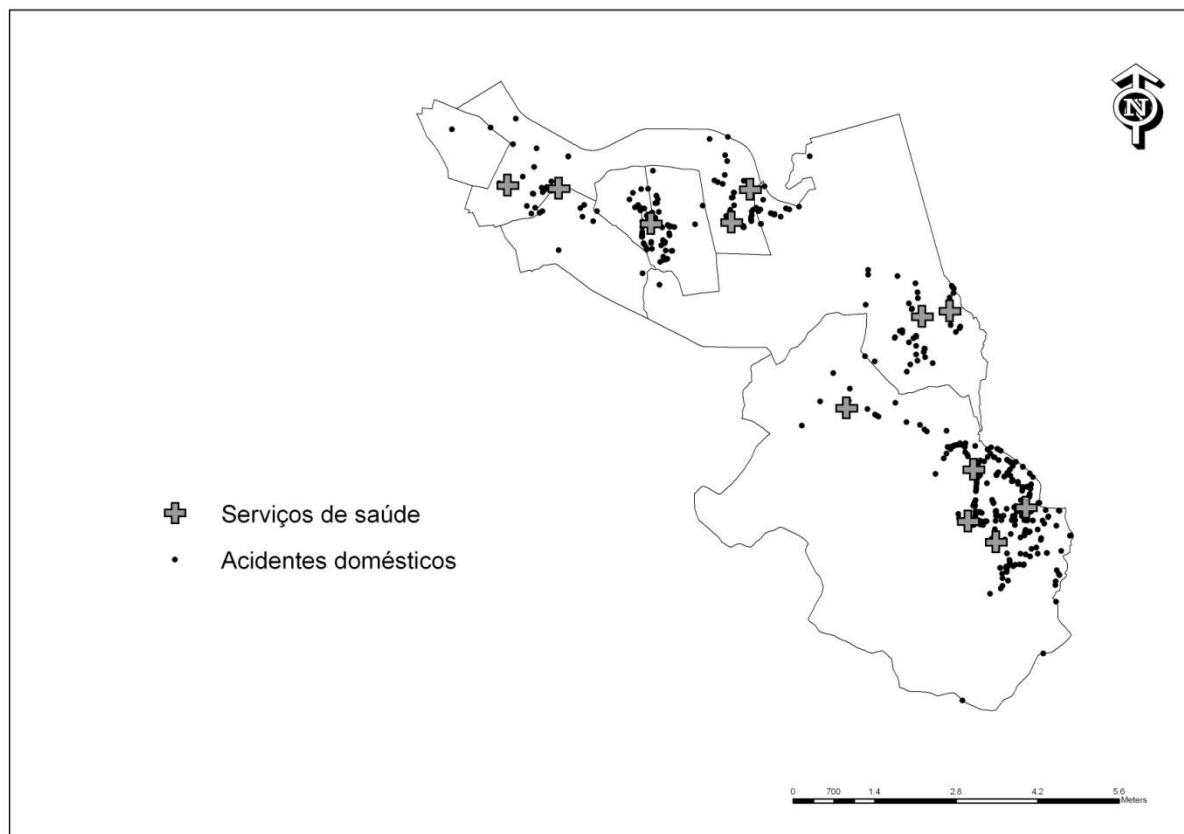 N
Serviços de saúde
Acidentes domésticos
0 700 1.4 2.8 4.2 5.6
Meters